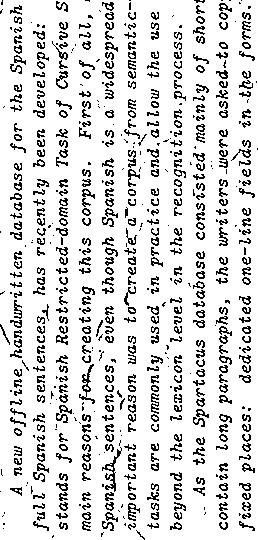 A new offline handwritten database for the Spanish
full Spanish sentences, has recently been developed:
stands for Spanish Restricted-domain Task of Cursive S
main reasons for creating this corpus. First of all,
Spanish sentences, even though Spanish is a widespread
important reason was to create a corpus from semantic-
tasks are commonly used in practice and allow the use
beyond the lexicon level in the recognition process.
As the Spartacus database consisted mainly of short
contain long paragraphs, the writers were asked to cop
fixed places: dedicated one-line fields in the forms.